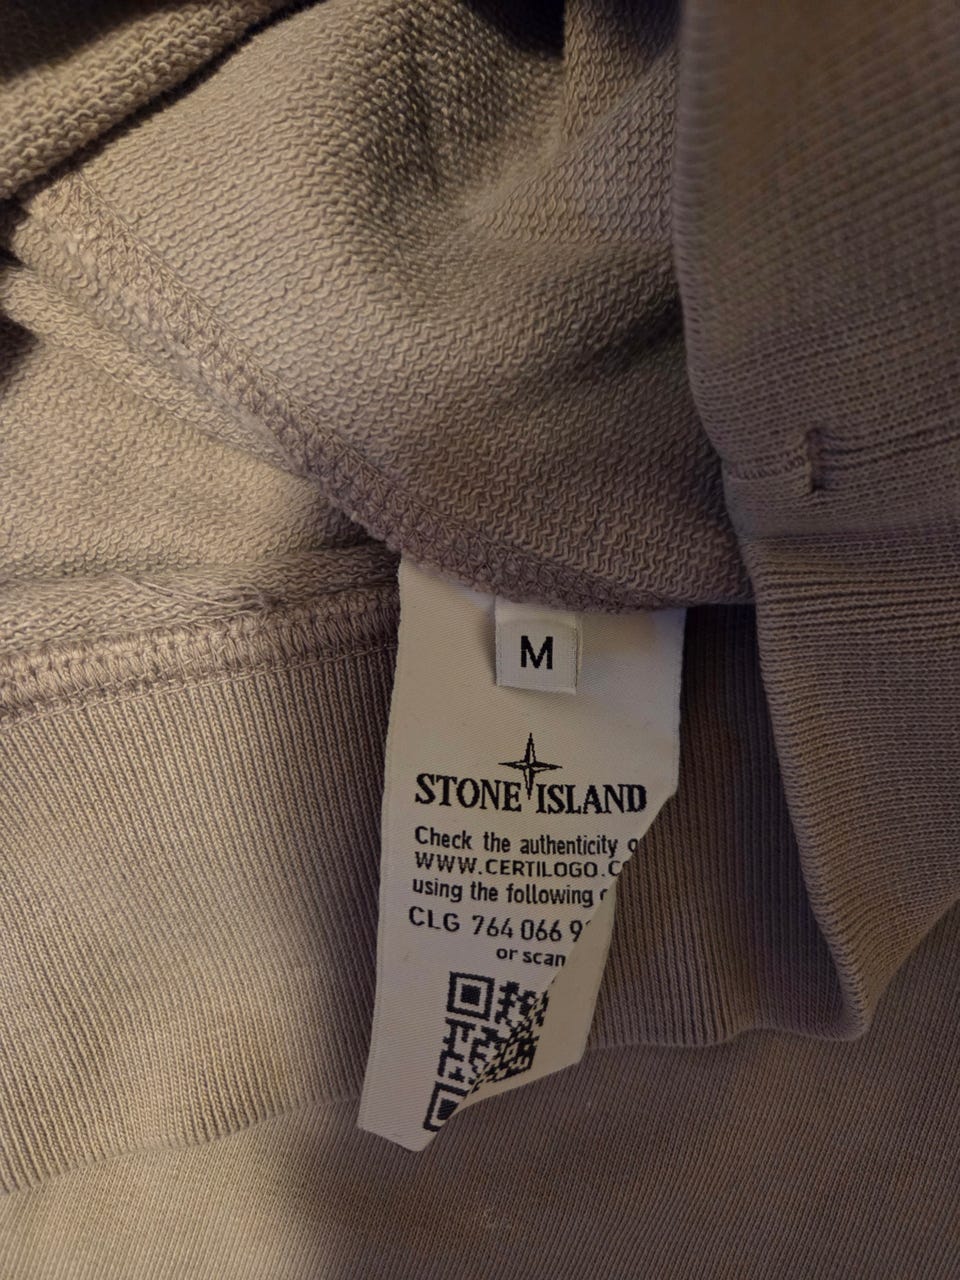 M
STONE ISLAND
Check the authenticity
WWW.CERTILOGO.C
using the following
CLG 764 066 9
or scan